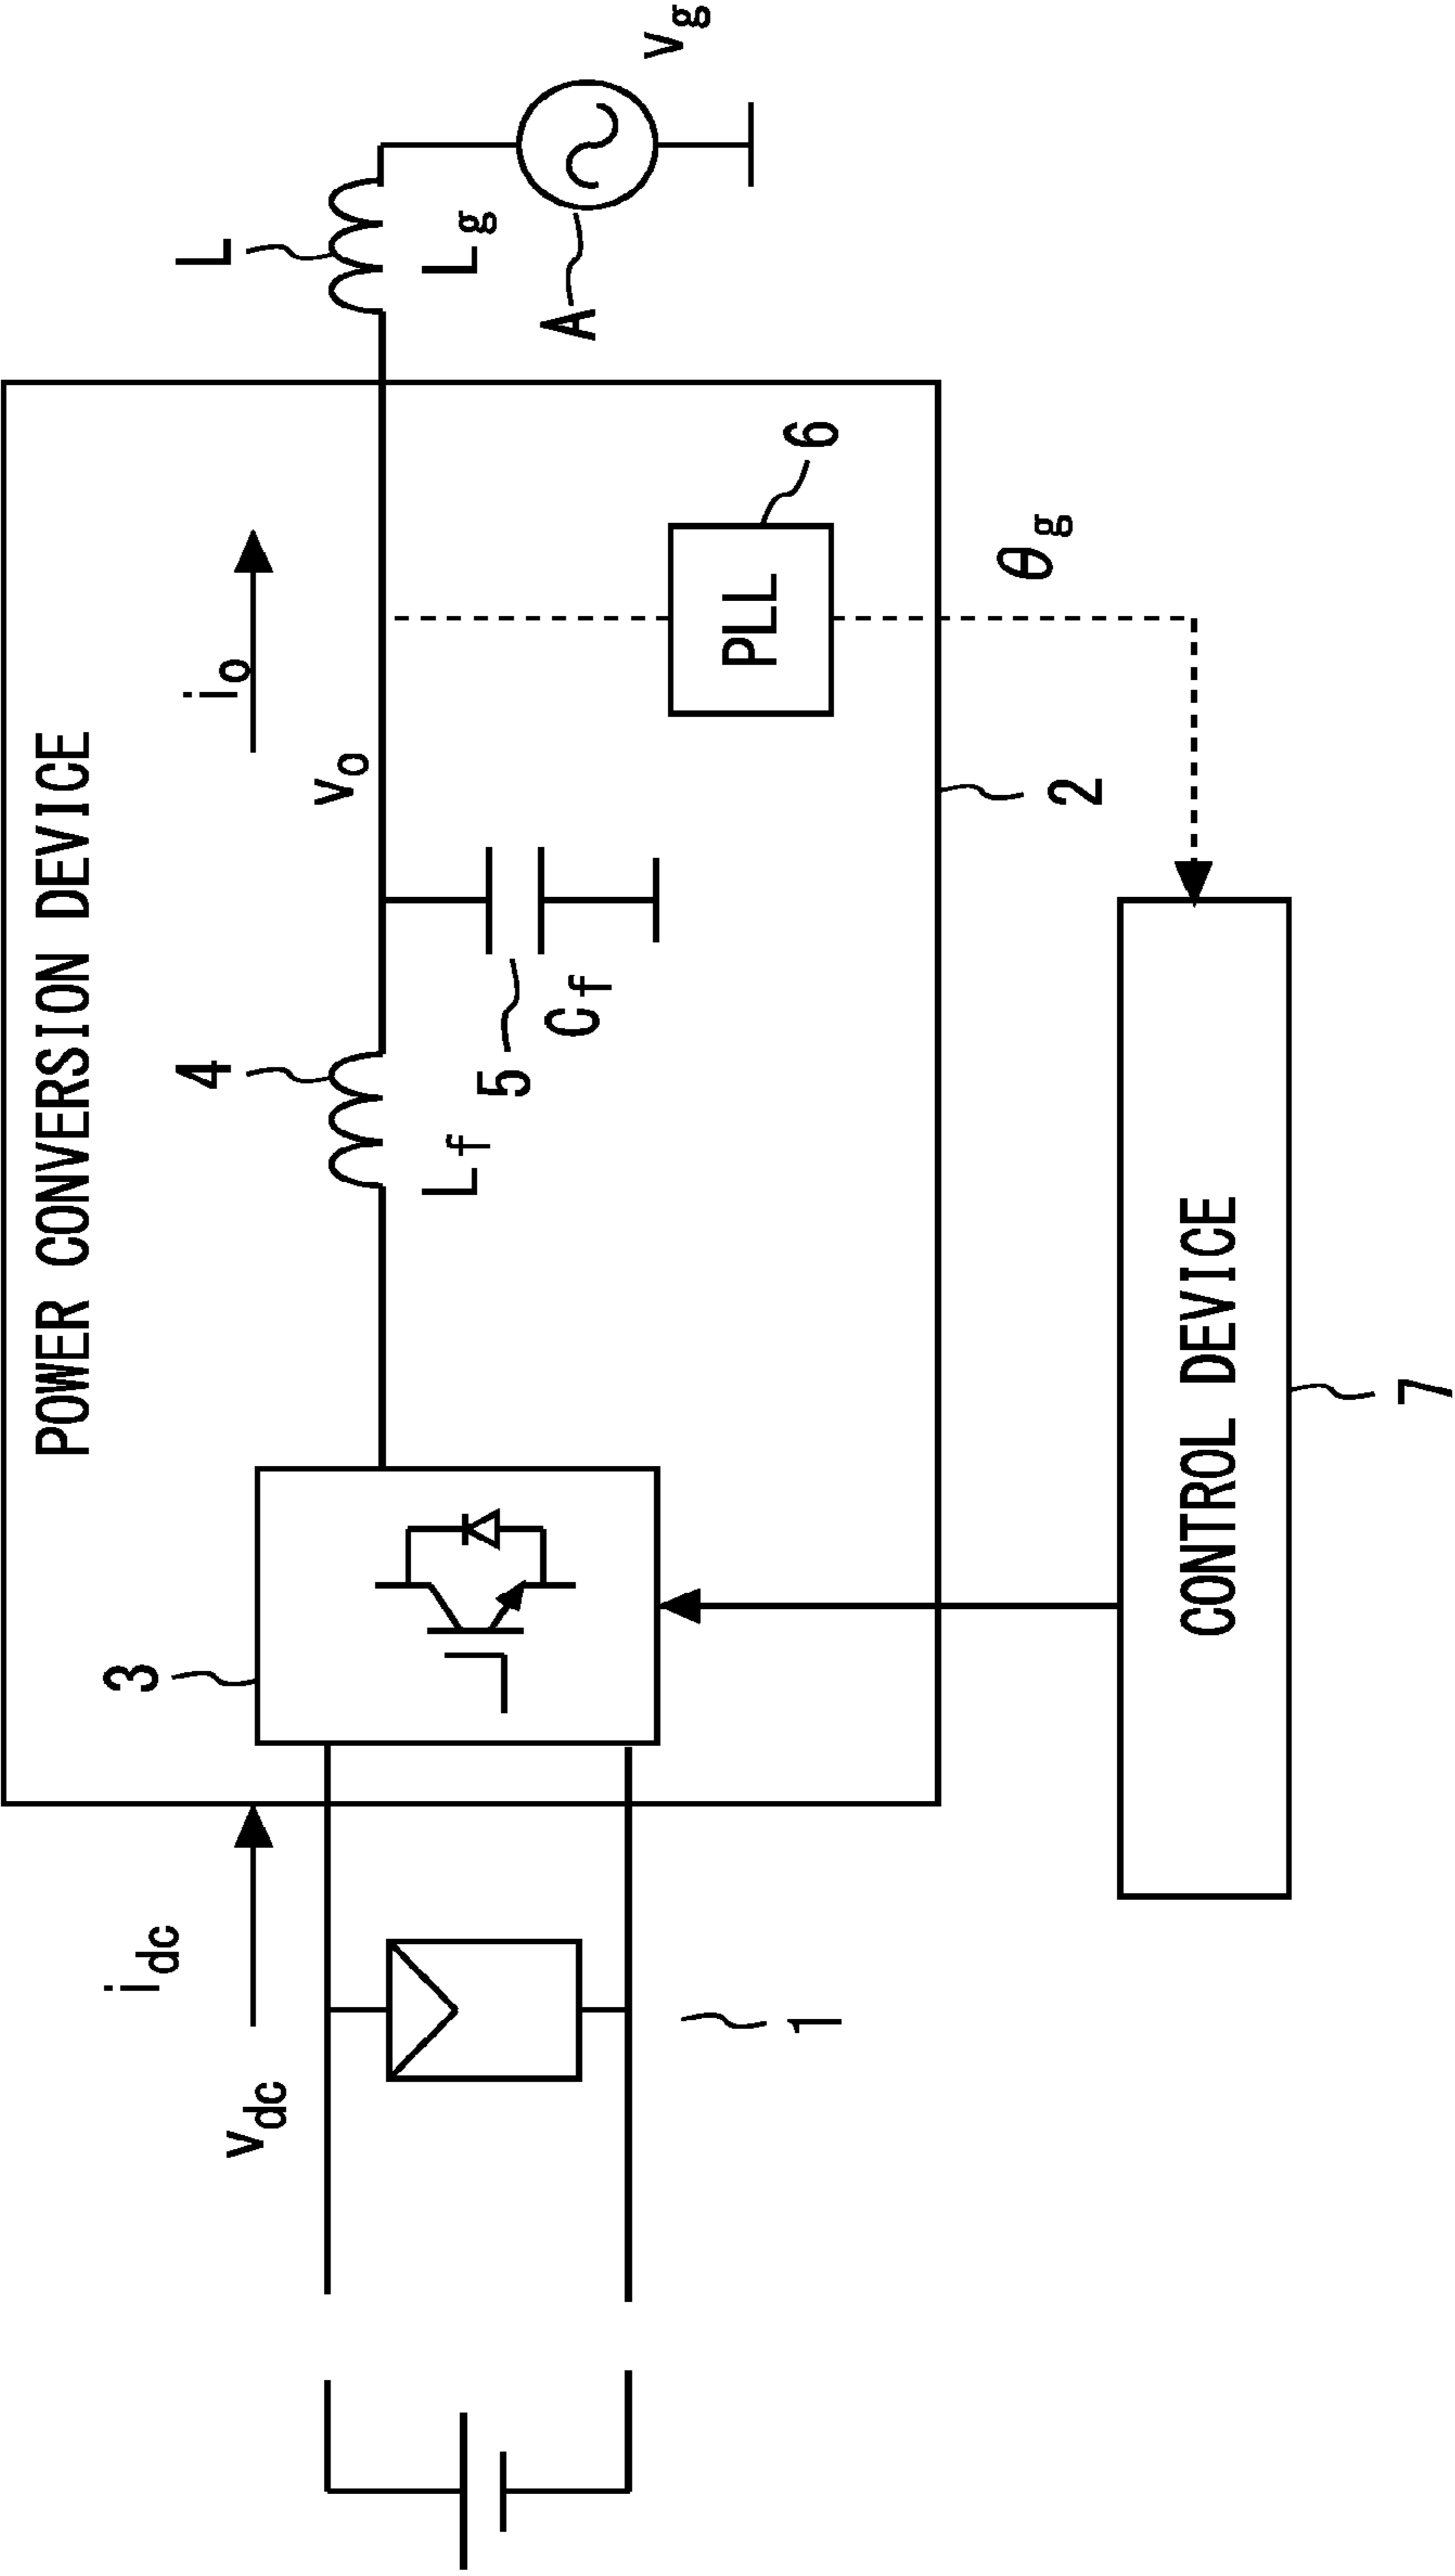 POWER CONVERSION DEVICE
3
4
L
i_dc
i_o
v_dc
v_o
L_f
L_g
5
C_f
A
v_g
PLL
6
1
2
θ_g
CONTROL DEVICE
7